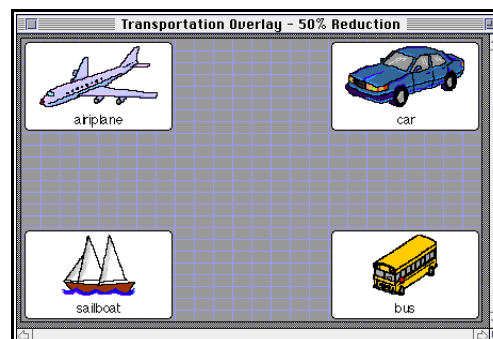 Transportation Overlay - 50% Reduction
airplane
car
sailboat
bus